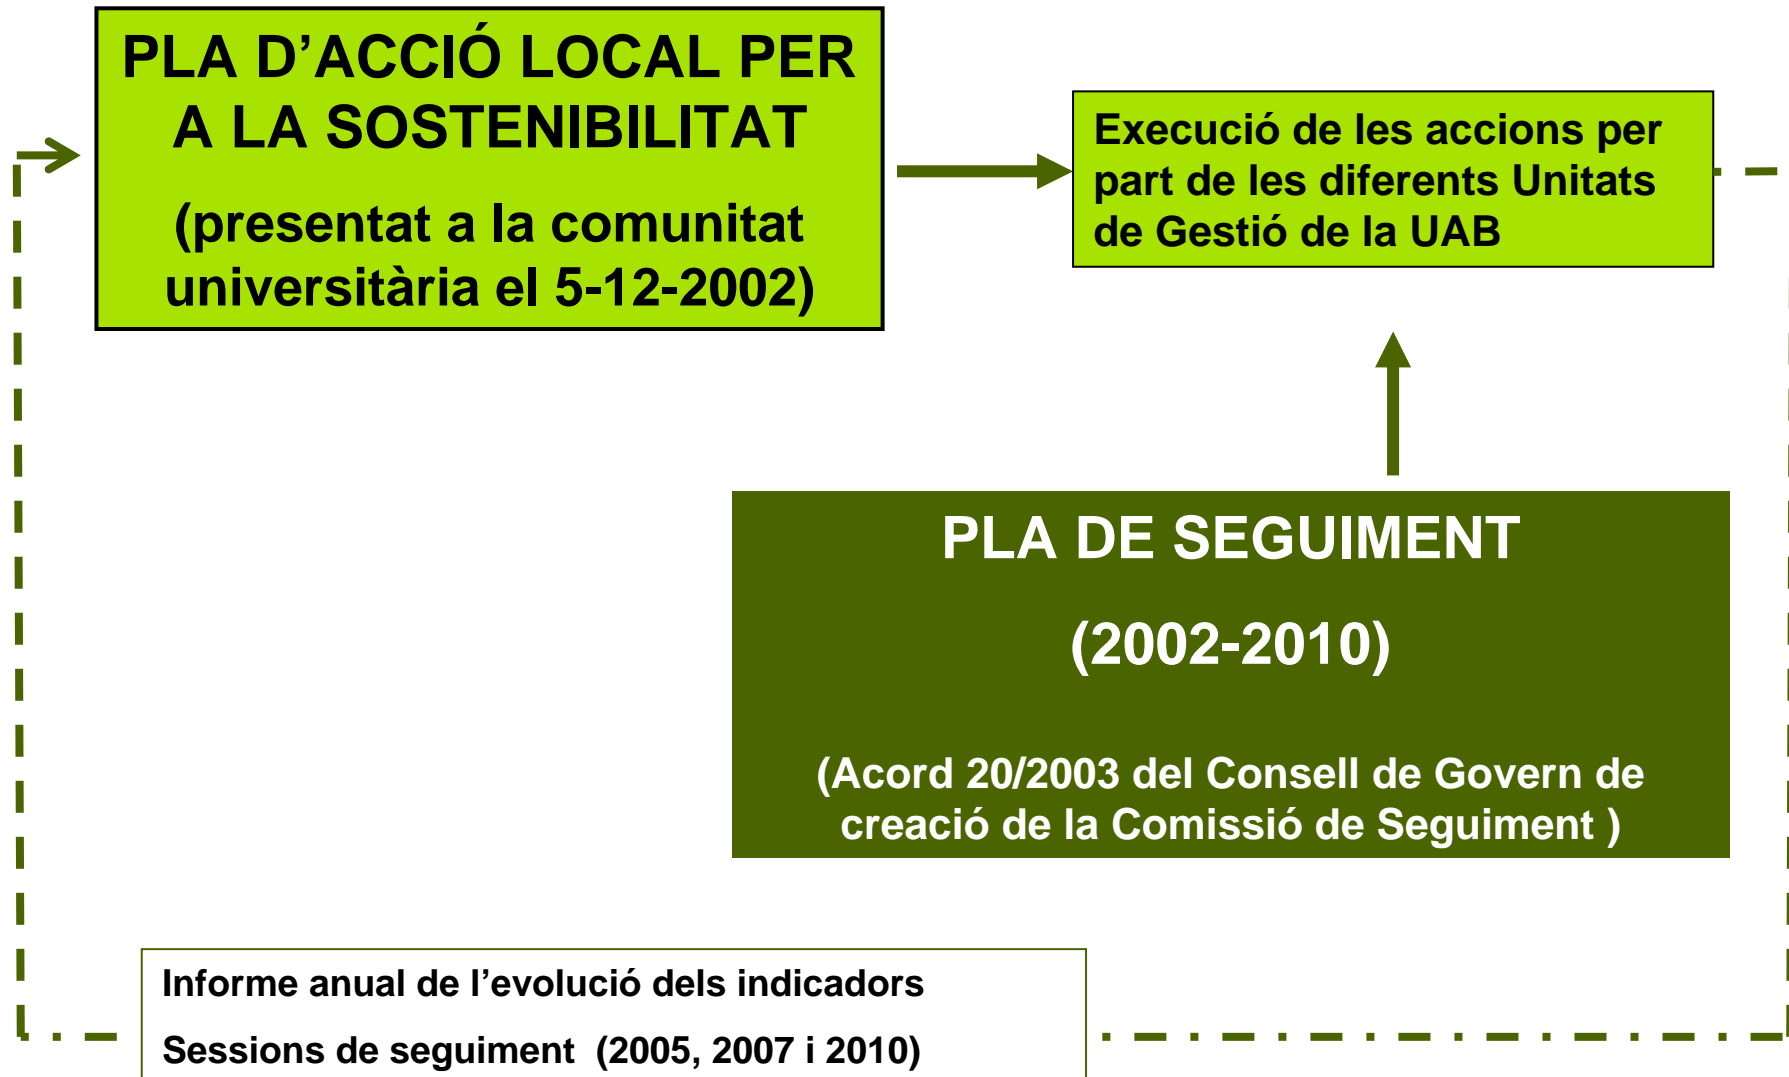 PLA D’ACCIÓ LOCAL PER
A LA SOSTENIBILITAT
(presentat a la comunitat
universitària el 5-12-2002)
Execució de les accions per
part de les diferents Unitats
de Gestió de la UAB
PLA DE SEGUIMENT
(2002-2010)
(Acord 20/2003 del Consell de Govern de
creació de la Comissió de Seguiment )
Informe anual de l’evolució dels indicadors
Sessions de seguiment  (2005, 2007 i 2010)